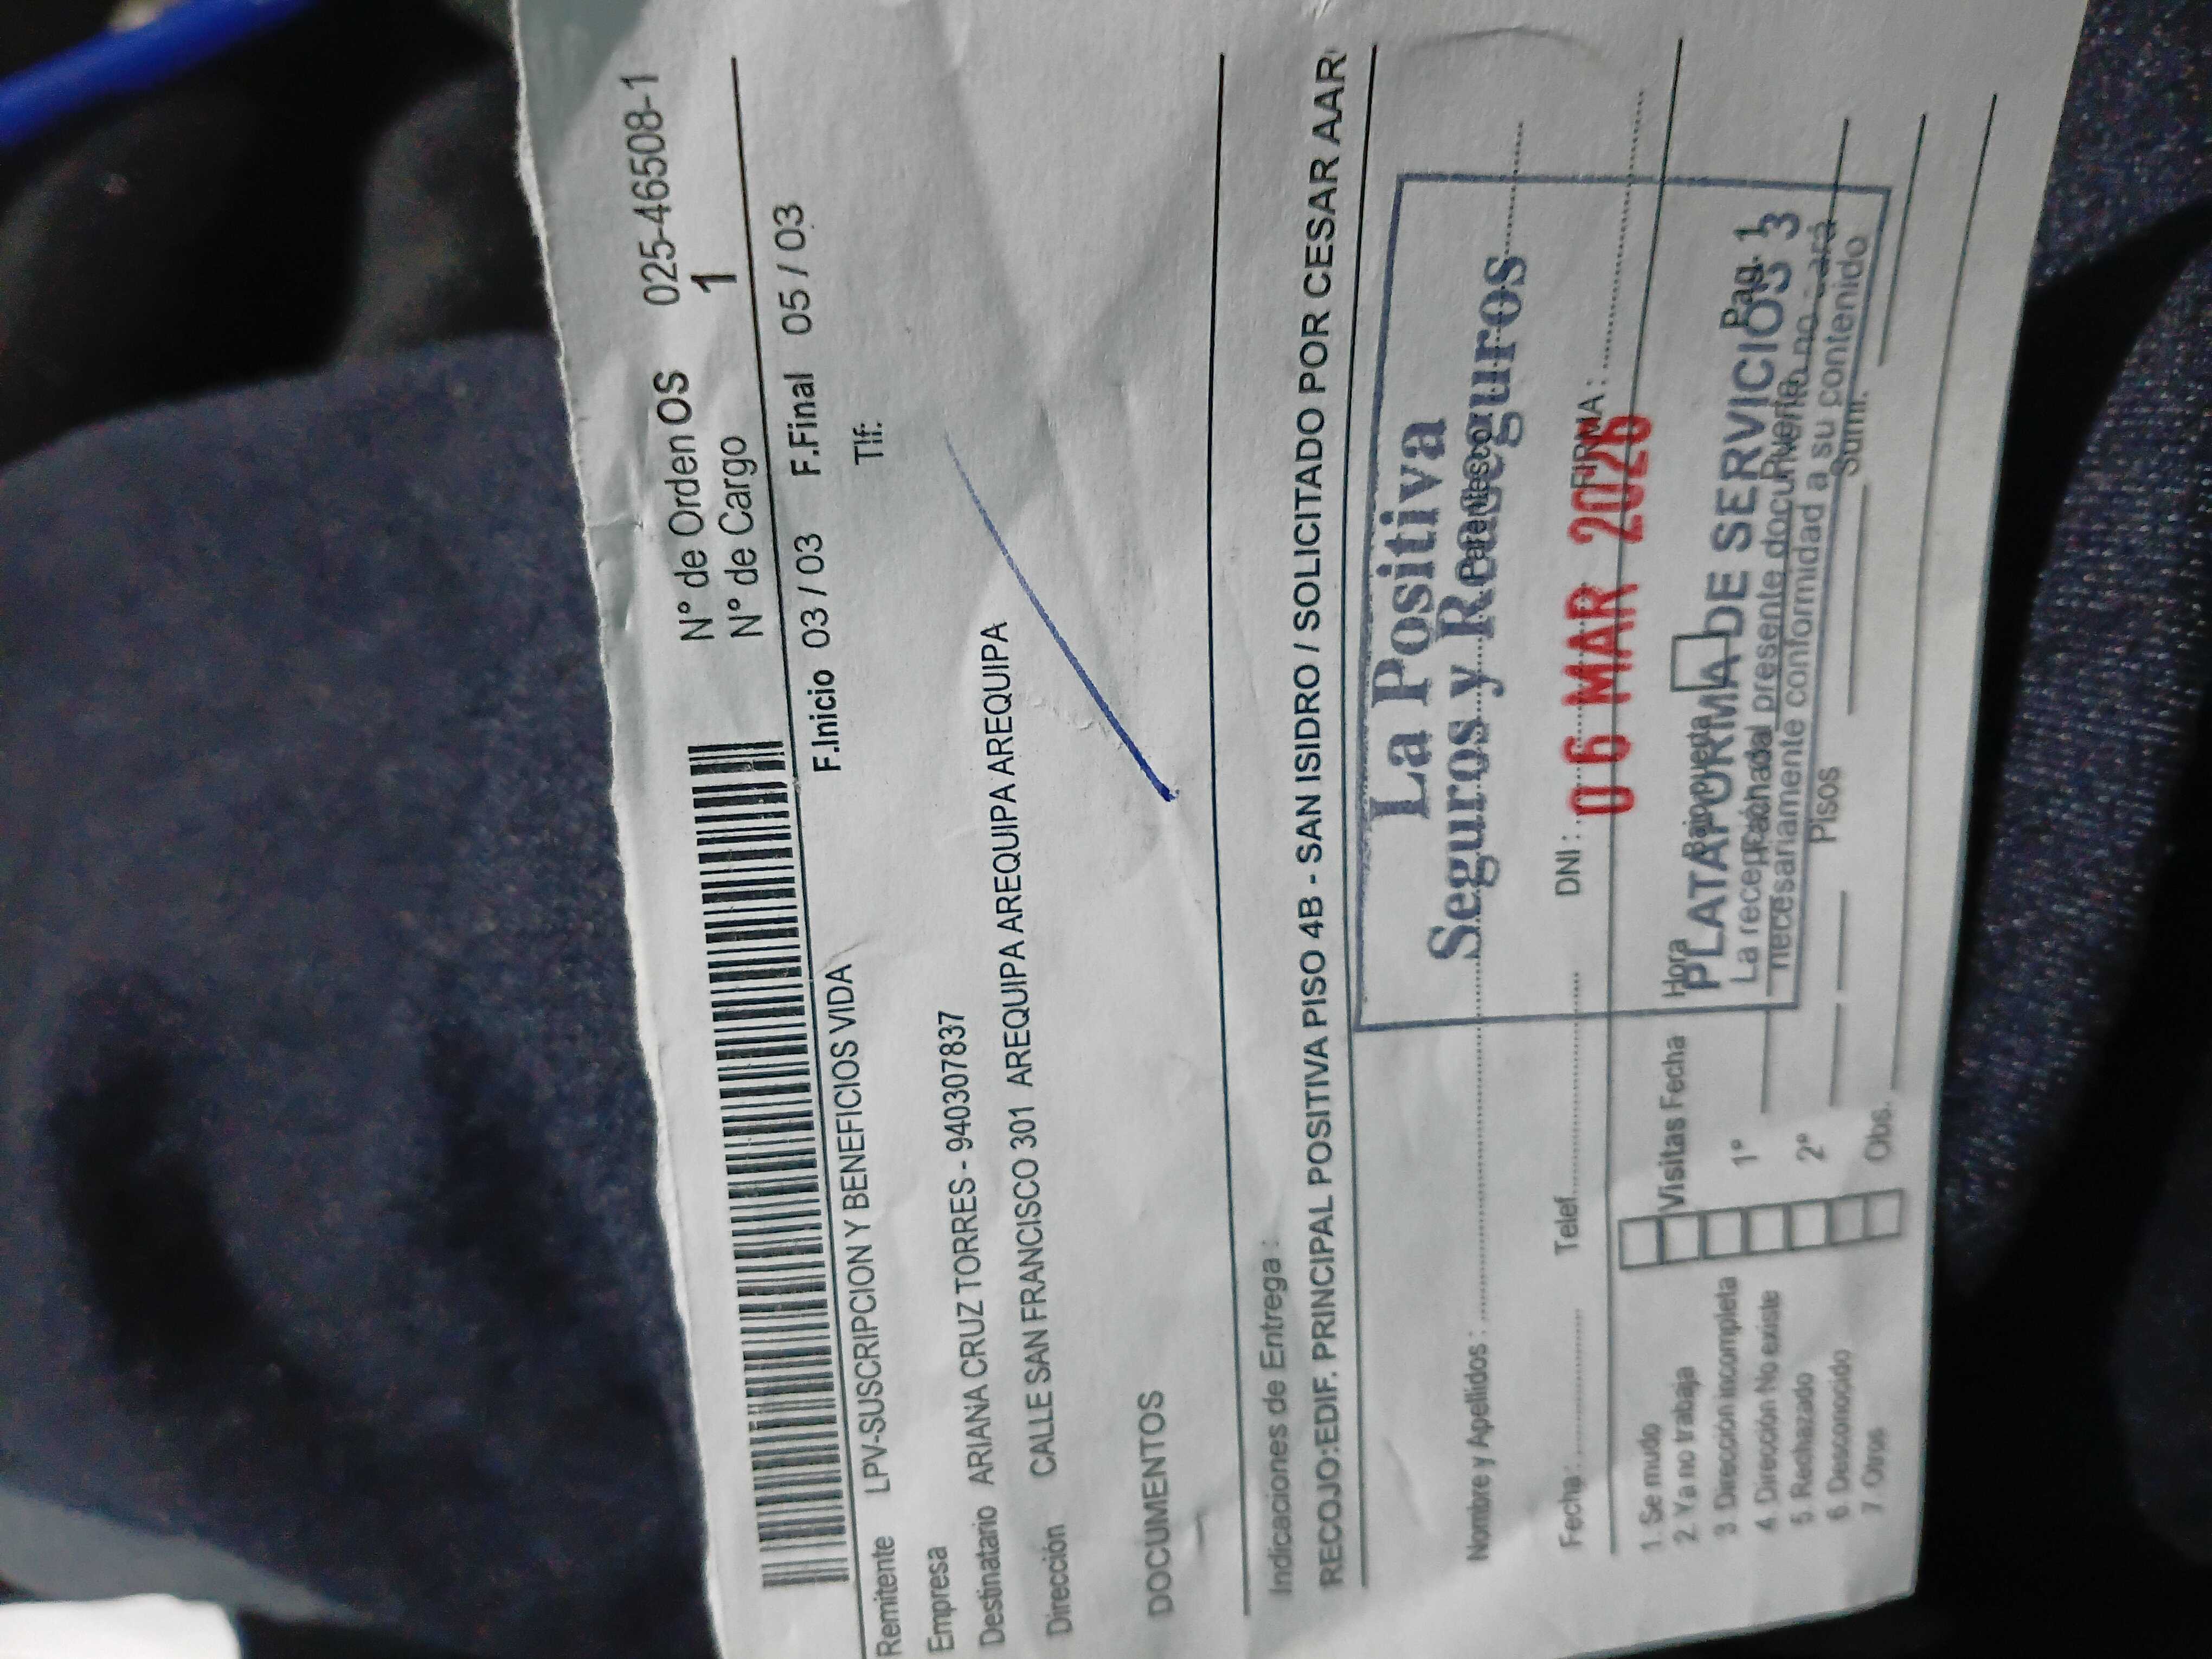 N° de Orden OS 025-46508-1
N° de Cargo 1
Remitente LPV-SUSCRIPCION Y BENEFICIOS VIDA F.Inicio 03 / 03 F.Final 05 / 03
Empresa Tlf:
Destinatario ARIANA CRUZ TORRES - 940307837
Dirección CALLE SAN FRANCISCO 301 AREQUIPA AREQUIPA AREQUIPA
DOCUMENTOS
Indicaciones de Entrega :
RECOJO:EDIF. PRINCIPAL POSITIVA PISO 4B - SAN ISIDRO / SOLICITADO POR CESAR AAR
La Positiva
Seguros y Reaseguros
Nombre y Apellidos : Parentesco
Fecha : Telef. DNI : FIRMA :
06 MAR 2026
1. Se mudo Visitas Fecha Hora Bajo puerta
PLATAFORMA DE SERVICIOS 3
Pag. 1
2. Ya no trabaja
3 Dirección incompleta 1°
La presente documento no
necesariamente conformidad a su contenido
4 Dirección No existe
5 Rechazado 2° Pisos Sumi.
6 Desconocido
7 Otros Obs.